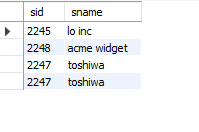 sid sname
2245 lo inc
2248 acme widget
2247 toshiwa
2247 toshiwa